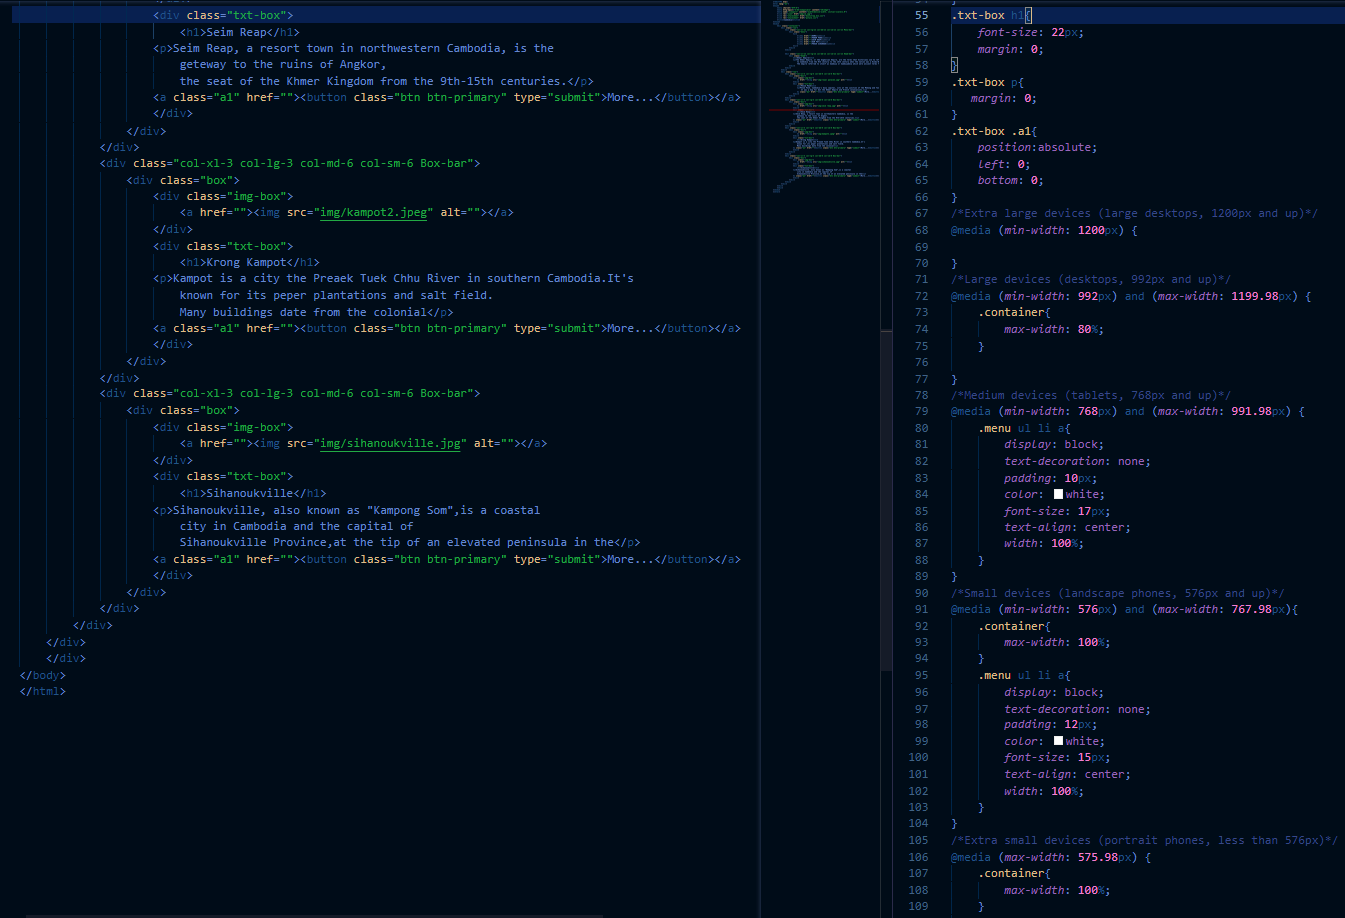 <div class="txt-box">
<h1>Seim Reap</h1>
<p>Seim Reap, a resort town in northwestern Cambodia, is the
geteway to the ruins of Angkor,
the seat of the Khmer Kingdom from the 9th-15th centuries.</p>
<a class="a1" href=""><button class="btn btn-primary" type="submit">More...</button></a>
</div>
</div>
</div>
<div class="col-xl-3 col-lg-3 col-md-6 col-sm-6 Box-bar">
<div class="box">
<div class="img-box">
<a href=""><img src="img/kampot2.jpeg" alt=""></a>
</div>
<div class="txt-box">
<h1>Krong Kampot</h1>
<p>Kampot is a city the Preaek Tuek Chhu River in southern Cambodia.It's
known for its peper plantations and salt field.
Many buildings date from the colonial</p>
<a class="a1" href=""><button class="btn btn-primary" type="submit">More...</button></a>
</div>
</div>
</div>
<div class="col-xl-3 col-lg-3 col-md-6 col-sm-6 Box-bar">
<div class="box">
<div class="img-box">
<a href=""><img src="img/sihanoukville.jpg" alt=""></a>
</div>
<div class="txt-box">
<h1>Sihanoukville</h1>
<p>Sihanoukville, also known as "Kampong Som",is a coastal
city in Cambodia and the capital of
Sihanoukville Province,at the tip of an elevated peninsula in the</p>
<a class="a1" href=""><button class="btn btn-primary" type="submit">More...</button></a>
</div>
</div>
</div>
</div>
</div>
</div>
</body>
</html>
55 .txt-box h1{
56 font-size: 22px;
57 margin: 0;
58 }
59 .txt-box p{
60 margin: 0;
61 }
62 .txt-box .a1{
63 position:absolute;
64 left: 0;
65 bottom: 0;
66 }
67 /*Extra large devices (large desktops, 1200px and up)*/
68 @media (min-width: 1200px) {
69
70 }
71 /*Large devices (desktops, 992px and up)*/
72 @media (min-width: 992px) and (max-width: 1199.98px) {
73 .container{
74 max-width: 80%;
75 }
76
77 }
78 /*Medium devices (tablets, 768px and up)*/
79 @media (min-width: 768px) and (max-width: 991.98px) {
80 .menu ul li a{
81 display: block;
82 text-decoration: none;
83 padding: 10px;
84 color: white;
85 font-size: 17px;
86 text-align: center;
87 width: 100%;
88 }
89 }
90 /*Small devices (landscape phones, 576px and up)*/
91 @media (min-width: 576px) and (max-width: 767.98px){
92 .container{
93 max-width: 100%;
94 }
95 .menu ul li a{
96 display: block;
97 text-decoration: none;
98 padding: 12px;
99 color: white;
100 font-size: 15px;
101 text-align: center;
102 width: 100%;
103 }
104 }
105 /*Extra small devices (portrait phones, less than 576px)*/
106 @media (max-width: 575.98px) {
107 .container{
108 max-width: 100%;
109 }